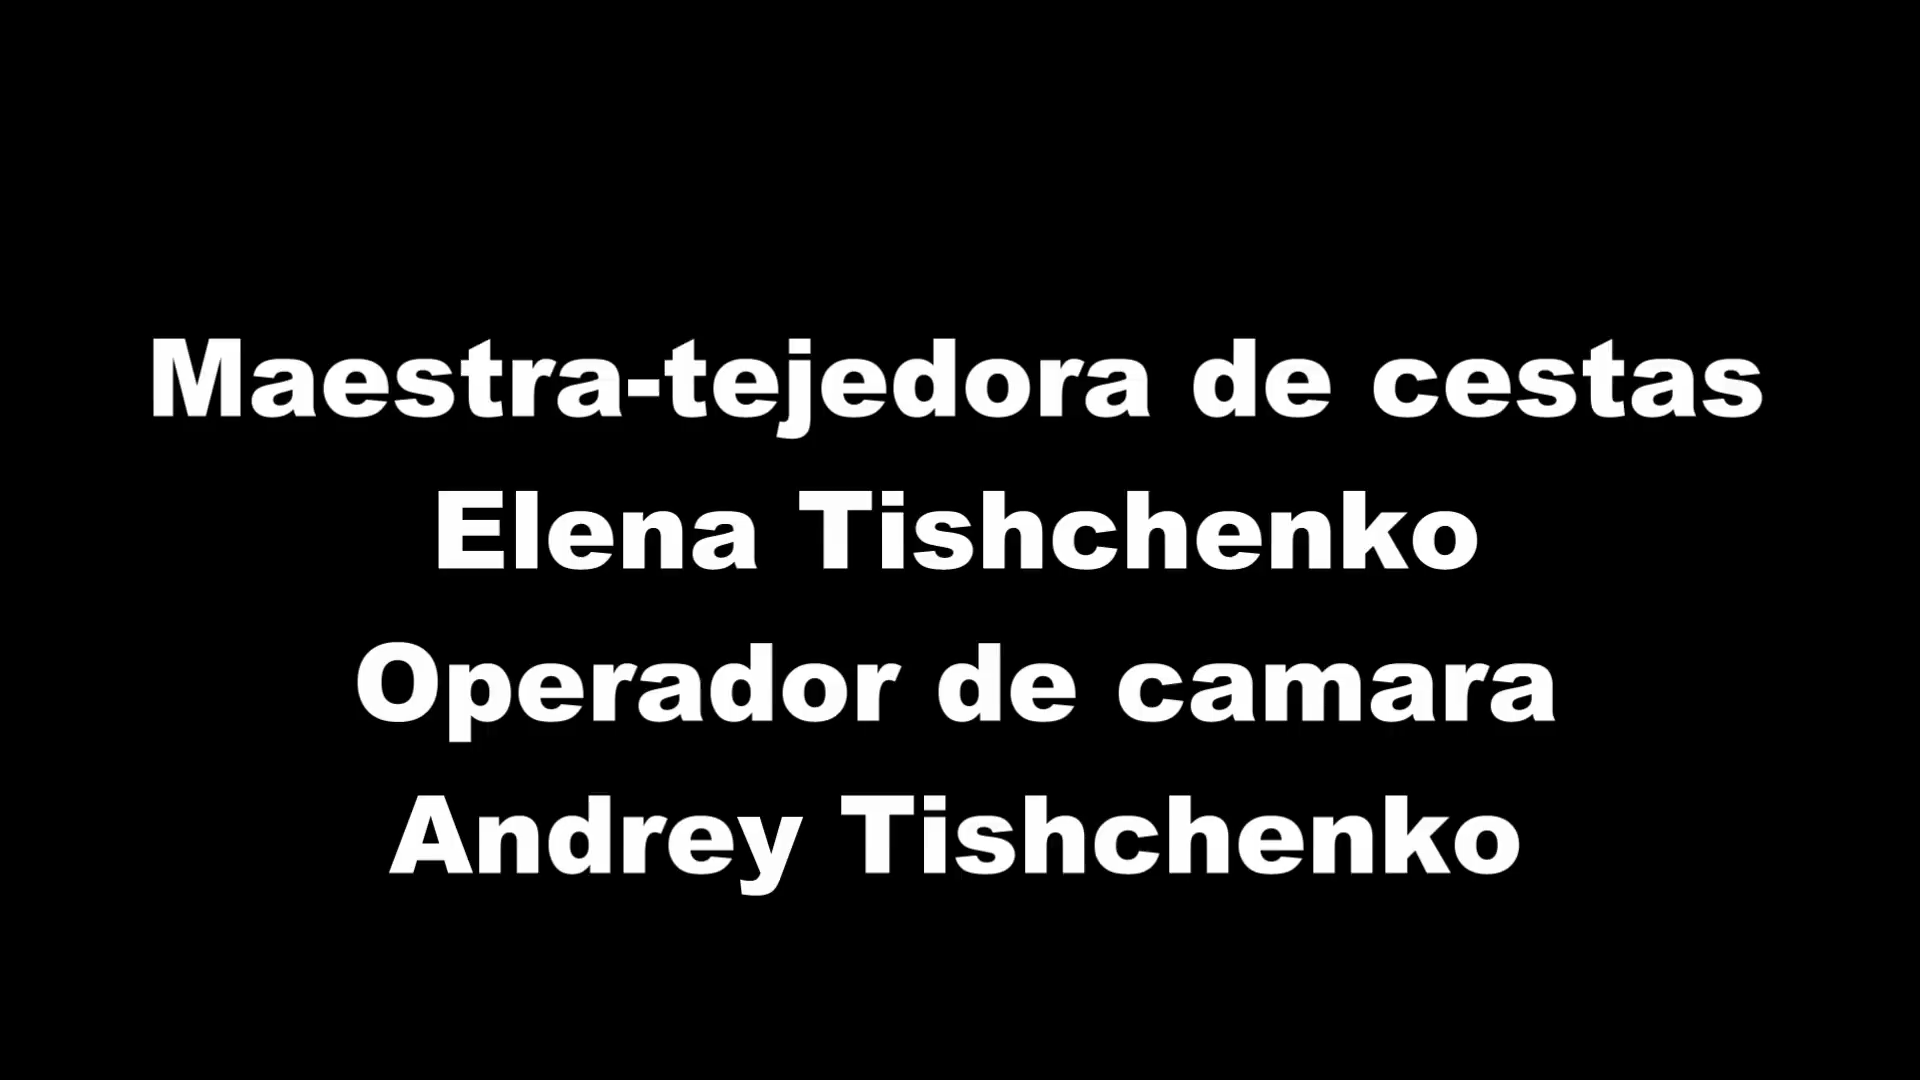 Maestra-tejedora de cestas
Elena Tishchenko
Operador de camara
Andrey Tishchenko